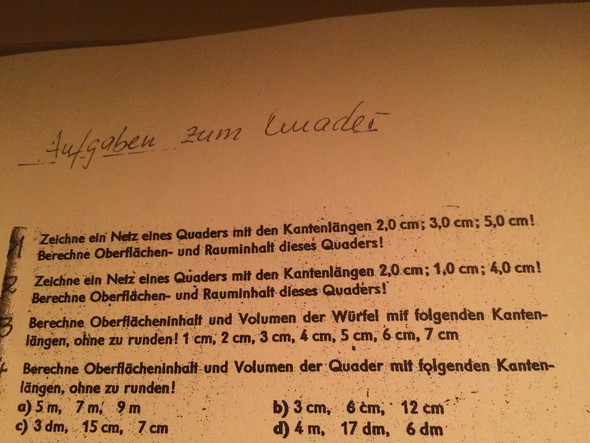 Aufgaben zum Quader
1 Zeichne ein Netz eines Quaders mit den Kantenlängen 2,0 cm; 3,0 cm; 5,0 cm!
Berechne Oberflächen- und Rauminhalt dieses Quaders!
2 Zeichne ein Netz eines Quaders mit den Kantenlängen 2,0 cm; 1,0 cm; 4,0 cm!
Berechne Oberflächen- und Rauminhalt dieses Quaders!
3 Berechne Oberflächeninhalt und Volumen der Würfel mit folgenden Kanten-
längen, ohne zu runden! 1 cm, 2 cm, 3 cm, 4 cm, 5 cm, 6 cm, 7 cm
Berechne Oberflächeninhalt und Volumen der Quader mit folgenden Kanten-
längen, ohne zu runden!
a) 5 m, 7 m, 9 m b) 3 cm, 6 cm, 12 cm
c) 3 dm, 15 cm, 7 cm d) 4 m, 17 dm, 6 dm